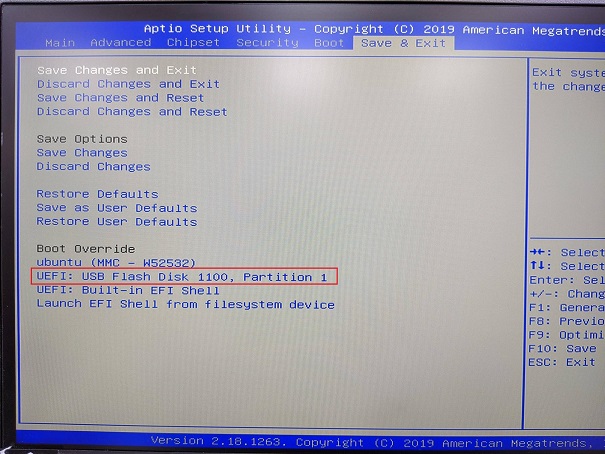 Aptio Setup Utility – Copyright (C) 2019 American Megatrends
Main Advanced Chipset Security Boot Save & Exit
Save Changes and Exit
Discard Changes and Exit
Save Changes and Reset
Discard Changes and Reset
Save Options
Save Changes
Discard Changes
Restore Defaults
Save as User Defaults
Restore User Defaults
Boot Override
ubuntu (MMC – W52532)
UEFI: USB Flash Disk 1100, Partition 1
UEFI: Built-in EFI Shell
Launch EFI Shell from filesystem device
Exit syste
the change
→←: Select
↑↓: Select
Enter: Sel
+/-: Chang
F1: Genera
F8: Previo
F9: Optimi
F10: Save
ESC: Exit
Version 2.18.1263. Copyright (C) 2019 American Megatrends,